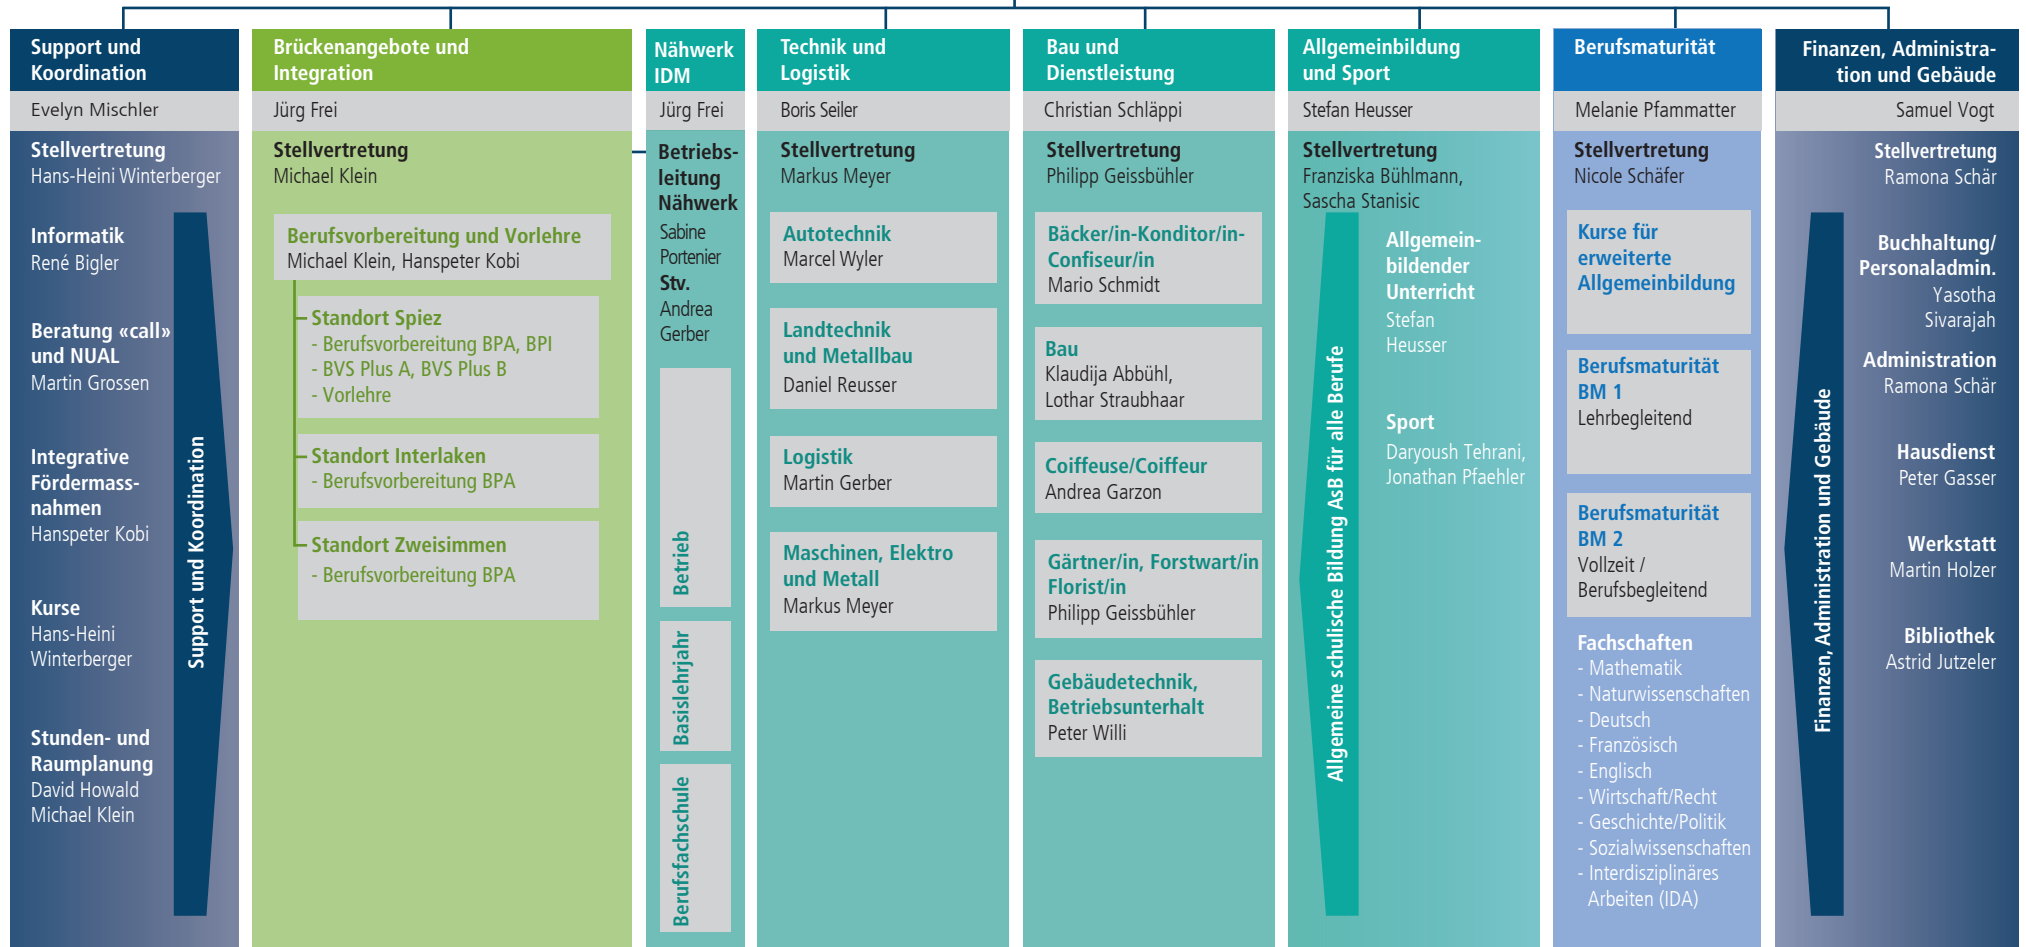 Support und
Koordination
Evelyn Mischler
Stellvertretung
Hans-Heini Winterberger
Informatik
René Bigler
Beratung «call»
und NUAL
Martin Grossen
Integrative
Fördermass-
nahmen
Hanspeter Kobi
Kurse
Hans-Heini
Winterberger
Stunden- und
Raumplanung
David Howald
Michael Klein
Support und Koordination
Brückenangebote und
Integration
Jürg Frei
Stellvertretung
Michael Klein
Berufsvorbereitung und Vorlehre
Michael Klein, Hanspeter Kobi
Standort Spiez
- Berufsvorbereitung BPA, BPI
- BVS Plus A, BVS Plus B
- Vorlehre
Standort Interlaken
- Berufsvorbereitung BPA
Standort Zweisimmen
- Berufsvorbereitung BPA
Nähwerk
IDM
Jürg Frei
Betriebs-
leitung
Nähwerk
Sabine
Portenier
Stv.
Andrea
Gerber
Betrieb
Basislehrjahr
Berufsfachschule
Technik und
Logistik
Boris Seiler
Stellvertretung
Markus Meyer
Autotechnik
Marcel Wyler
Landtechnik
und Metallbau
Daniel Reusser
Logistik
Martin Gerber
Maschinen, Elektro
und Metall
Markus Meyer
Bau und
Dienstleistung
Christian Schläppi
Stellvertretung
Philipp Geissbühler
Bäcker/in-Konditor/in-
Confiseur/in
Mario Schmidt
Bau
Klaudija Abbühl,
Lothar Straubhaar
Coiffeuse/Coiffeur
Andrea Garzon
Gärtner/in, Forstwart/in
Florist/in
Philipp Geissbühler
Gebäudetechnik,
Betriebsunterhalt
Peter Willi
Allgemeinbildung
und Sport
Stefan Heusser
Stellvertretung
Franziska Bühlmann,
Sascha Stanisic
Allgemeine schulische Bildung AsB für alle Berufe
Allgemein-
bildender
Unterricht
Stefan
Heusser
Sport
Daryoush Tehrani,
Jonathan Pfaehler
Berufsmaturität
Melanie Pfammatter
Stellvertretung
Nicole Schäfer
Kurse für
erweiterte
Allgemeinbildung
Berufsmaturität
BM 1
Lehrbegleitend
Berufsmaturität
BM 2
Vollzeit /
Berufsbegleitend
Fachschaften
- Mathematik
- Naturwissenschaften
- Deutsch
- Französisch
- Englisch
- Wirtschaft/Recht
- Geschichte/Politik
- Sozialwissenschaften
- Interdisziplinäres
Arbeiten (IDA)
Finanzen, Administra-
tion und Gebäude
Samuel Vogt
Stellvertretung
Ramona Schär
Buchhaltung/
Personaladmin.
Yasotha
Sivarajah
Administration
Ramona Schär
Hausdienst
Peter Gasser
Werkstatt
Martin Holzer
Bibliothek
Astrid Jutzeler
Finanzen, Administration und Gebäude